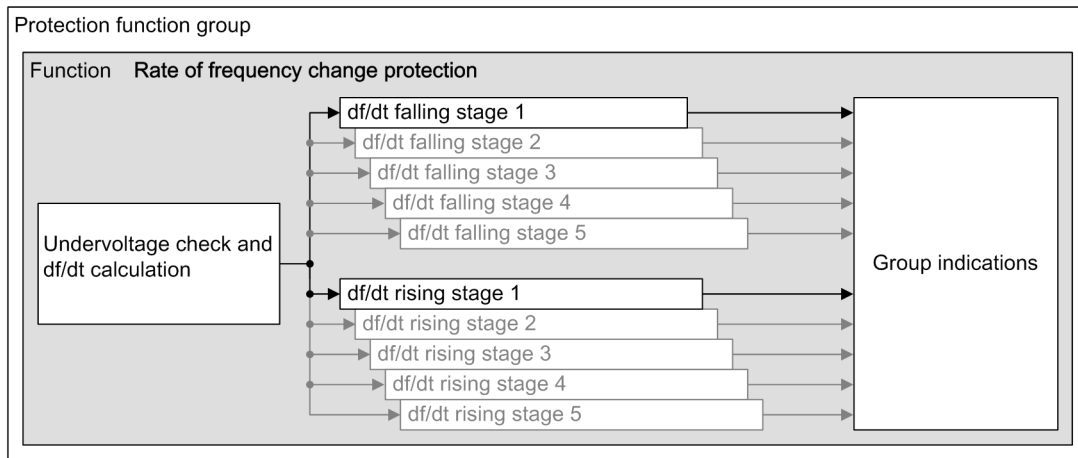 Protection function group
Function Rate of frequency change protection
df/dt falling stage 1
df/dt falling stage 2
df/dt falling stage 3
df/dt falling stage 4
df/dt falling stage 5
Undervoltage check and
df/dt calculation
Group indications
df/dt rising stage 1
df/dt rising stage 2
df/dt rising stage 3
df/dt rising stage 4
df/dt rising stage 5